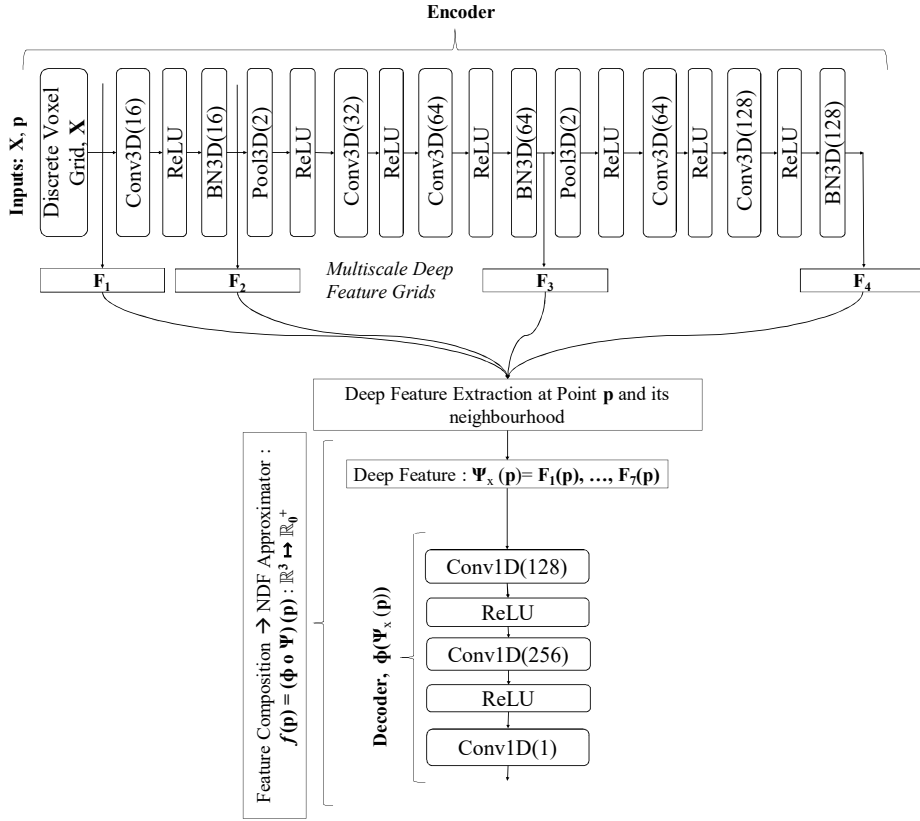 Encoder
Inputs: X, p
Discrete Voxel
Grid, X
Conv3D(16)
ReLU
BN3D(16)
Pool3D(2)
ReLU
Conv3D(32)
ReLU
Conv3D(64)
ReLU
BN3D(64)
Pool3D(2)
ReLU
Conv3D(64)
ReLU
Conv3D(128)
ReLU
BN3D(128)
F₁
F₂
Multiscale Deep
Feature Grids
F₃
F₄
Deep Feature Extraction at Point p and its
neighbourhood
Deep Feature : Ψₓ (p)= F₁(p), …, F₇(p)
Feature Composition → NDF Approximator :
f(p) = (ϕ o Ψ) (p) : ℝ³ ↦ ℝ₀⁺
Decoder, ϕ(Ψₓ (p))
Conv1D(128)
ReLU
Conv1D(256)
ReLU
Conv1D(1)